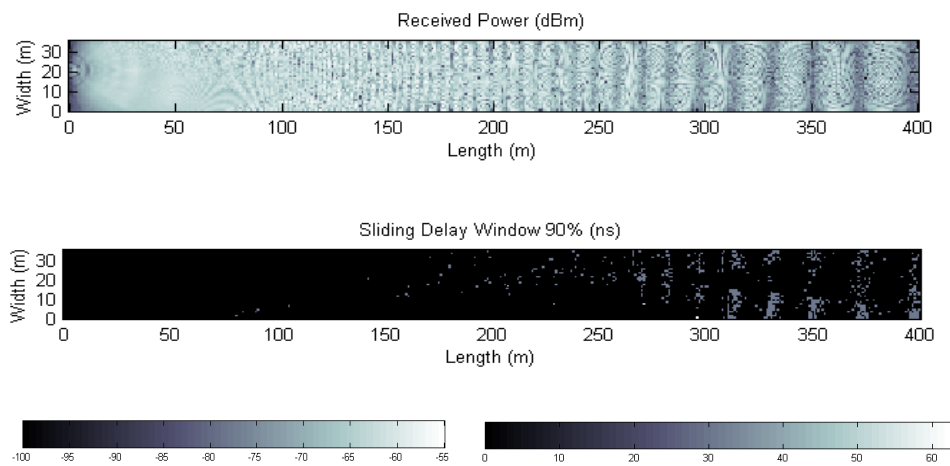 Received Power (dBm)
Width (m)
30
20
10
0
0 50 100 150 200 250 300 350 400
Length (m)
Sliding Delay Window 90% (ns)
Width (m)
30
20
10
0
0 50 100 150 200 250 300 350 400
Length (m)
-100 -95 -90 -85 -80 -75 -70 -65 -60 -55
0 10 20 30 40 50 60